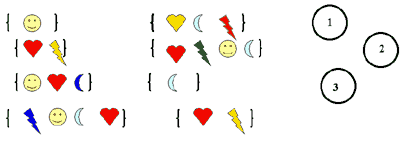 { } { } 1
{ } { } 2
{ } { } 3
{ } { }